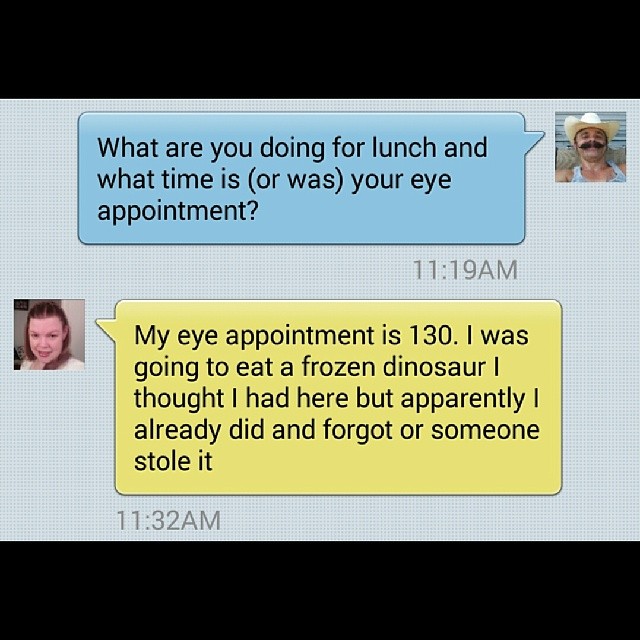 What are you doing for lunch and
what time is (or was) your eye
appointment?
11:19AM
My eye appointment is 130. I was
going to eat a frozen dinosaur I
thought I had here but apparently I
already did and forgot or someone
stole it
11:32AM